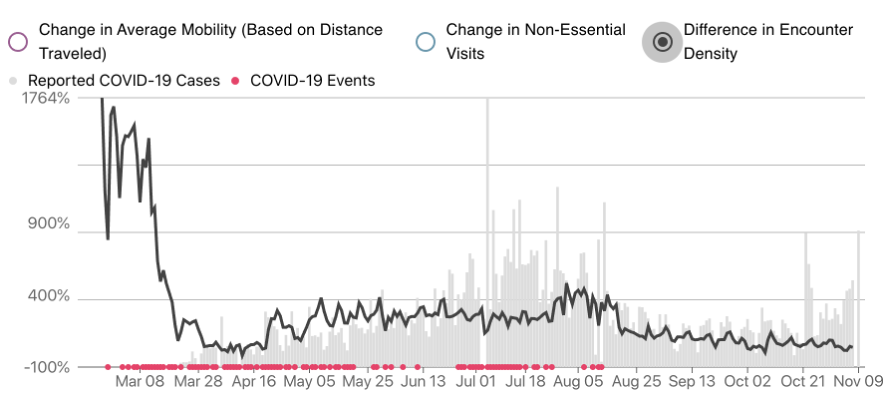 Change in Average Mobility (Based on Distance
Traveled)
Change in Non-Essential
Visits
Difference in Encounter
Density
Reported COVID-19 Cases
COVID-19 Events
1764%
900%
400%
-100%
Mar 08 Mar 28 Apr 16 May 05 May 25 Jun 13 Jul 01 Jul 18 Aug 05 Aug 25 Sep 13 Oct 02 Oct 21 Nov 09